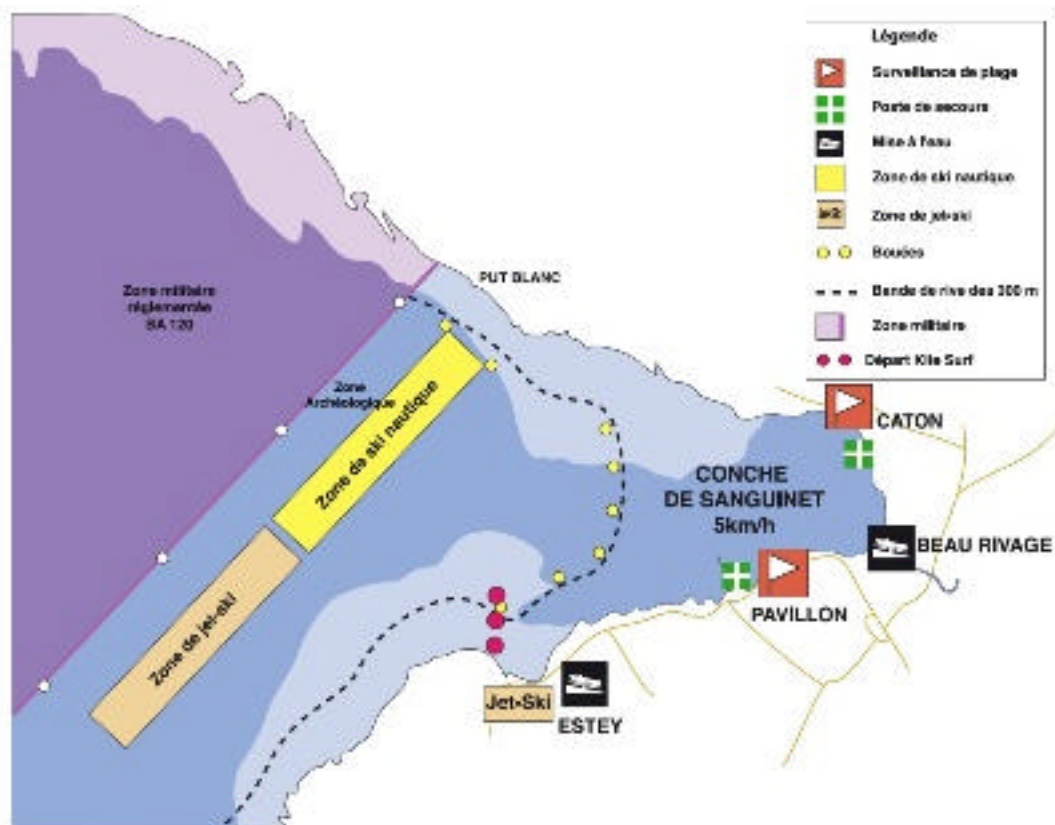 Légende
Surveillance de plage
Poste de secours
Mise à l'eau
Zone de ski nautique
Zone de jet-ski
Bouées
Bande de rive des 300 m
Zone militaire
Départ Kite Surf
PUT BLANC
Zone militaire
réglementée
BA 120
Zone
Archéologique
Zone de ski nautique
Zone de jet-ski
CATON
CONCHE
DE SANGUINET
5km/h
BEAU RIVAGE
PAVILLON
Jet-Ski
ESTEY